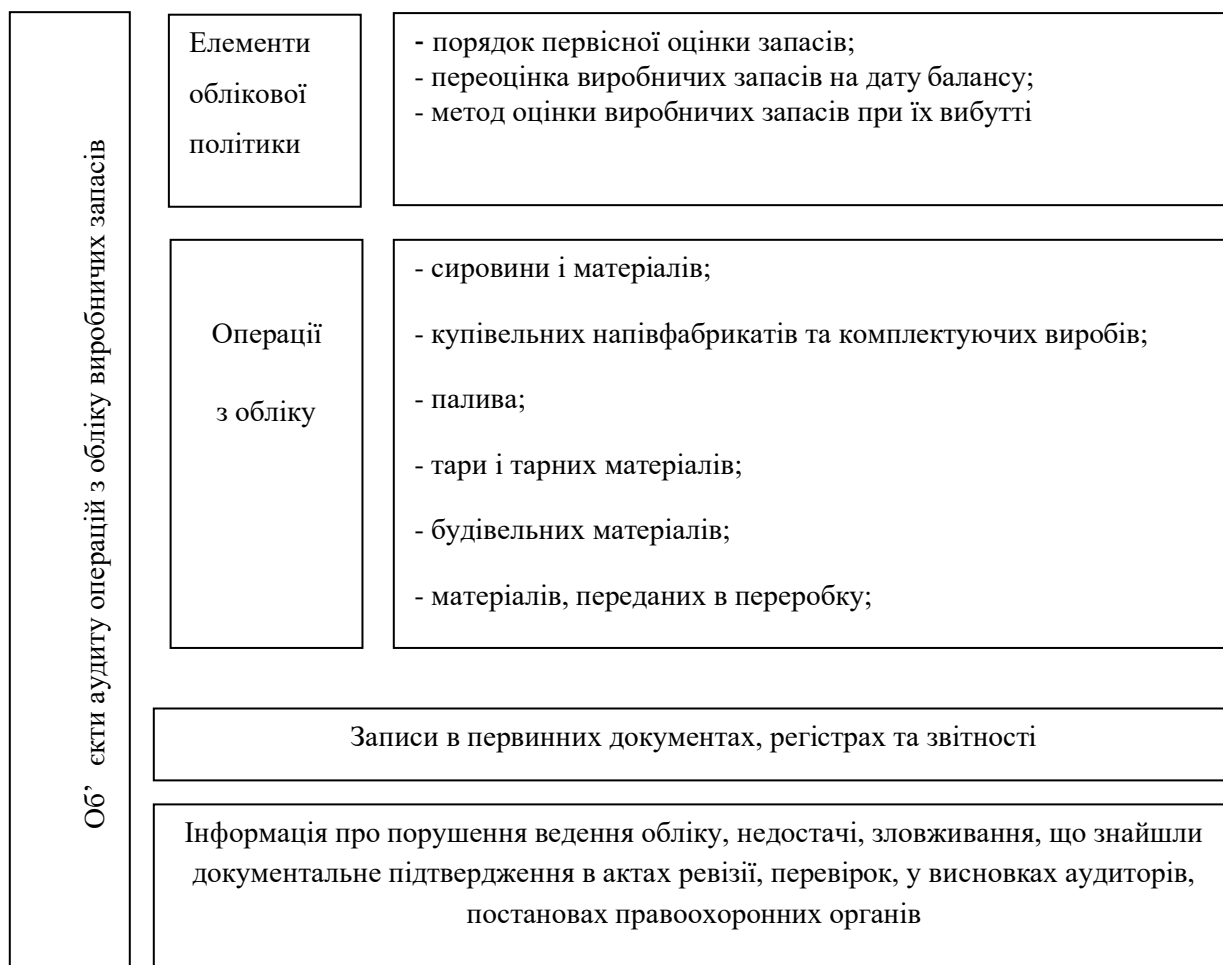 Об’ єкти аудиту операцій з обліку виробничих запасів
Елементи
облікової
політики
- порядок первісної оцінки запасів;
- переоцінка виробничих запасів на дату балансу;
- метод оцінки виробничих запасів при їх вибутті
Операції
з обліку
- сировини і матеріалів;
- купівельних напівфабрикатів та комплектуючих виробів;
- палива;
- тари і тарних матеріалів;
- будівельних матеріалів;
- матеріалів, переданих в переробку;
Записи в первинних документах, регістрах та звітності
Інформація про порушення ведення обліку, недостачі, зловживання, що знайшли
документальне підтвердження в актах ревізії, перевірок, у висновках аудиторів,
постановах правоохоронних органів